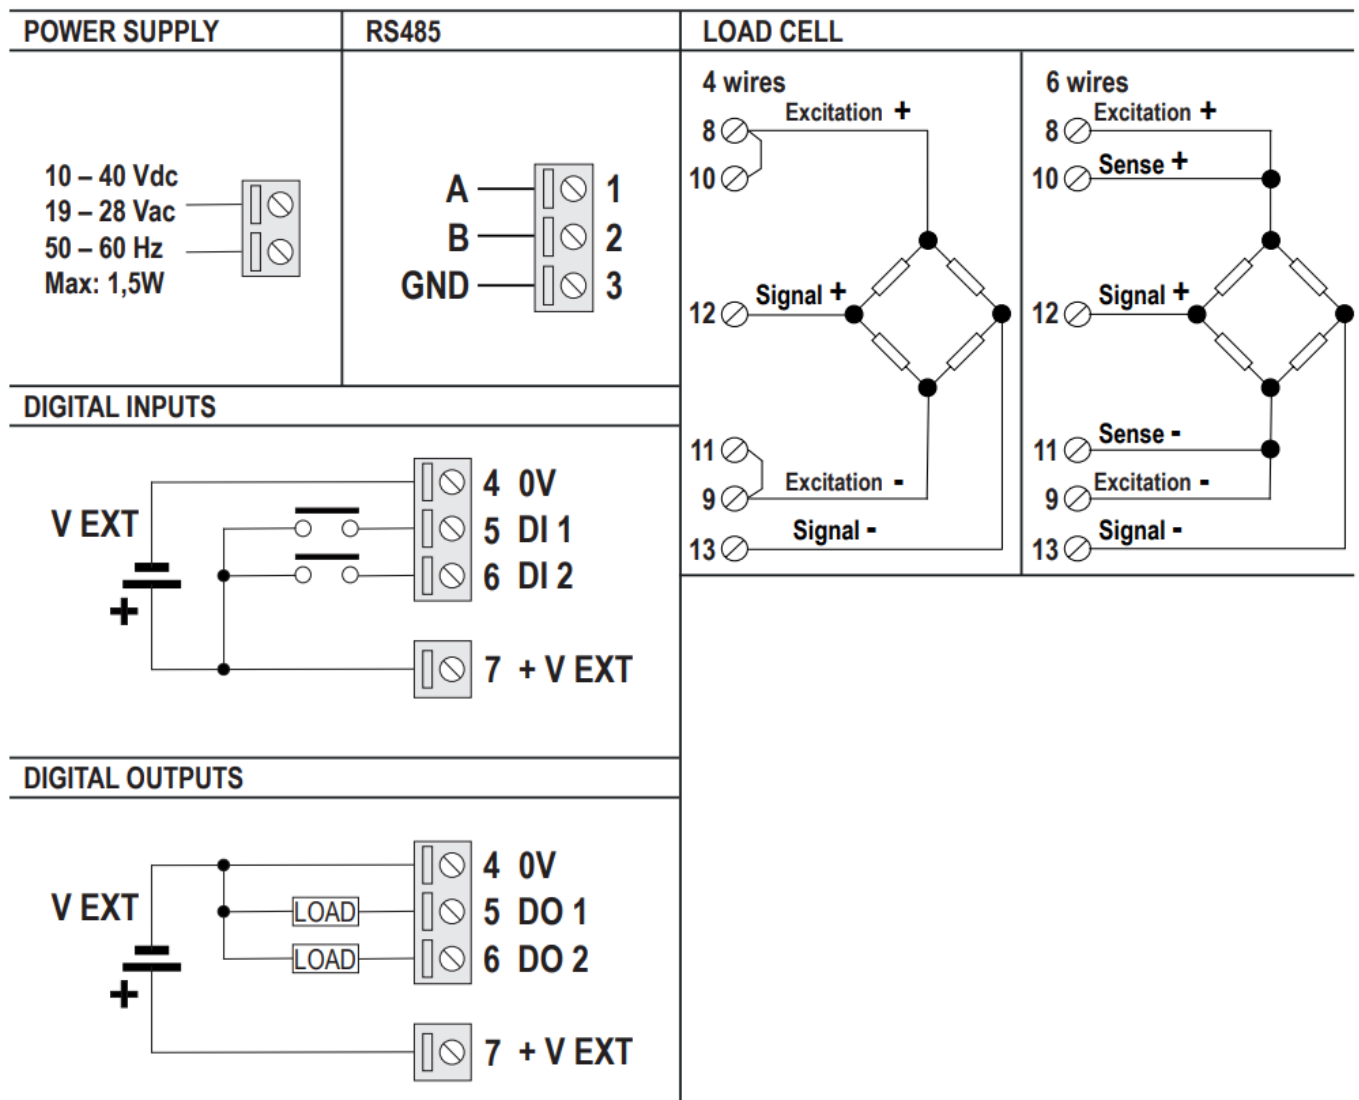 POWER SUPPLY
10 – 40 Vdc
19 – 28 Vac
50 – 60 Hz
Max: 1,5W
RS485
A 1
B 2
GND 3
LOAD CELL
4 wires
8 Excitation +
10
12 Signal +
11
9 Excitation -
13 Signal -
6 wires
8 Excitation +
10 Sense +
12 Signal +
11 Sense -
9 Excitation -
13 Signal -
DIGITAL INPUTS
V EXT
+
4 0V
5 DI 1
6 DI 2
7 + V EXT
DIGITAL OUTPUTS
V EXT
+
4 0V
LOAD 5 DO 1
LOAD 6 DO 2
7 + V EXT